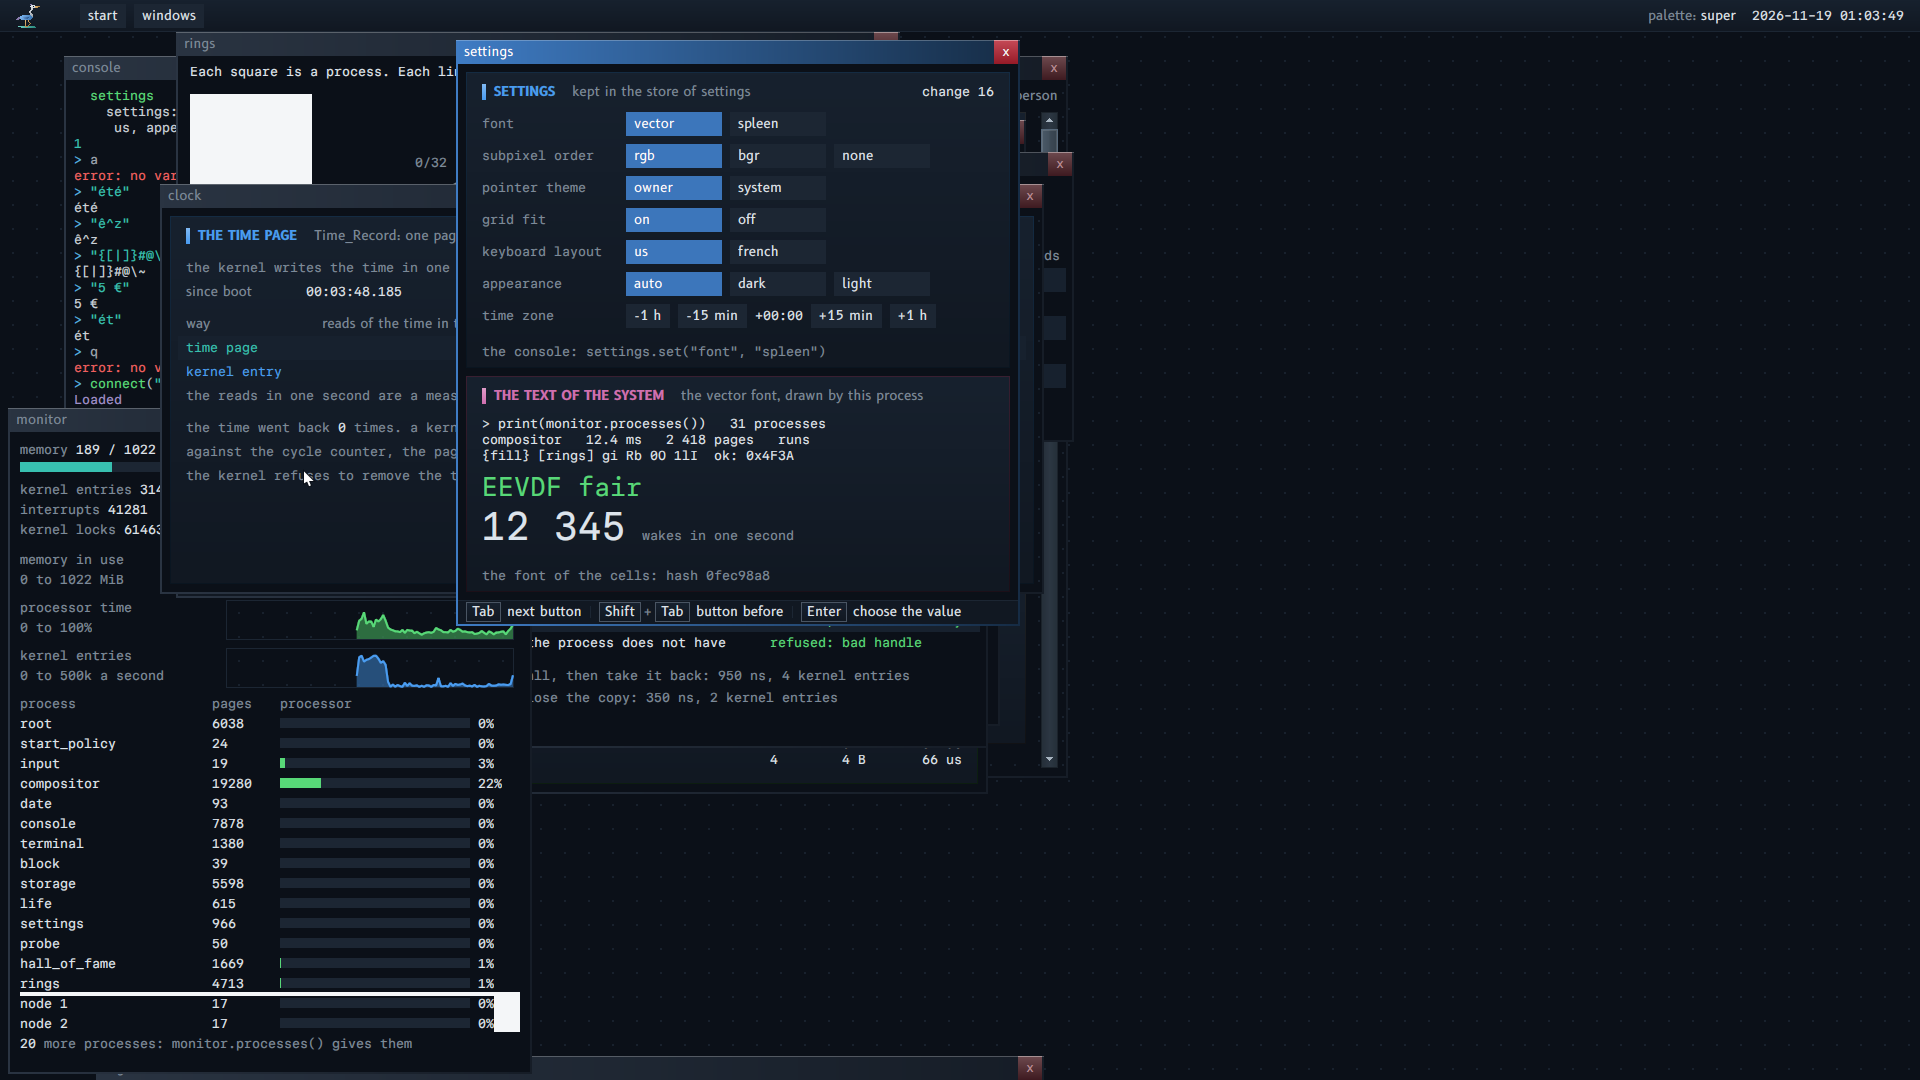 start windows palette: super 2026-11-19 01:03:49
rings
Each square is a process. Each li
0/32
console
settings
settings:
us, appe
1
> a
error: no var
> "été"
été
> "ê^z"
ê^z
> "{[|]}#@\
{[|]}#@\~
> "5 €"
5 €
> "ét"
ét
> q
error: no v
> connect("
Loaded
clock
THE TIME PAGE Time_Record: one pag
the kernel writes the time in one
since boot 00:03:48.185
way reads of the time in t
time page
kernel entry
the reads in one second are a meas
the time went back 0 times. a kern
against the cycle counter, the pag
the kernel refuses to remove the t
settings x
SETTINGS kept in the store of settings change 16
font vector spleen
subpixel order rgb bgr none
pointer theme owner system
grid fit on off
keyboard layout us french
appearance auto dark light
time zone -1 h -15 min +00:00 +15 min +1 h
the console: settings.set("font", "spleen")
THE TEXT OF THE SYSTEM the vector font, drawn by this process
> print(monitor.processes()) 31 processes
compositor 12.4 ms 2 418 pages runs
{fill} [rings] gi Rb 0O 1lI ok: 0x4F3A
EEVDF fair
12 345 wakes in one second
the font of the cells: hash 0fec98a8
Tab next button Shift + Tab button before Enter choose the value
x
erson
x
x
ds
the process does not have refused: bad handle
all, then take it back: 950 ns, 4 kernel entries
lose the copy: 350 ns, 2 kernel entries
4 4 B 66 us
monitor
memory 189 / 1022
kernel entries 314
interrupts 41281
kernel locks 61463
memory in use
0 to 1022 MiB
processor time
0 to 100%
kernel entries
0 to 500k a second
process pages processor
root 6038 0%
start_policy 24 0%
input 19 3%
compositor 19280 22%
date 93 0%
console 7878 0%
terminal 1380 0%
block 39 0%
storage 5598 0%
life 615 0%
settings 966 0%
probe 50 0%
hall_of_fame 1669 1%
rings 4713 1%
node 1 17 0%
node 2 17 0%
20 more processes: monitor.processes() gives them
x